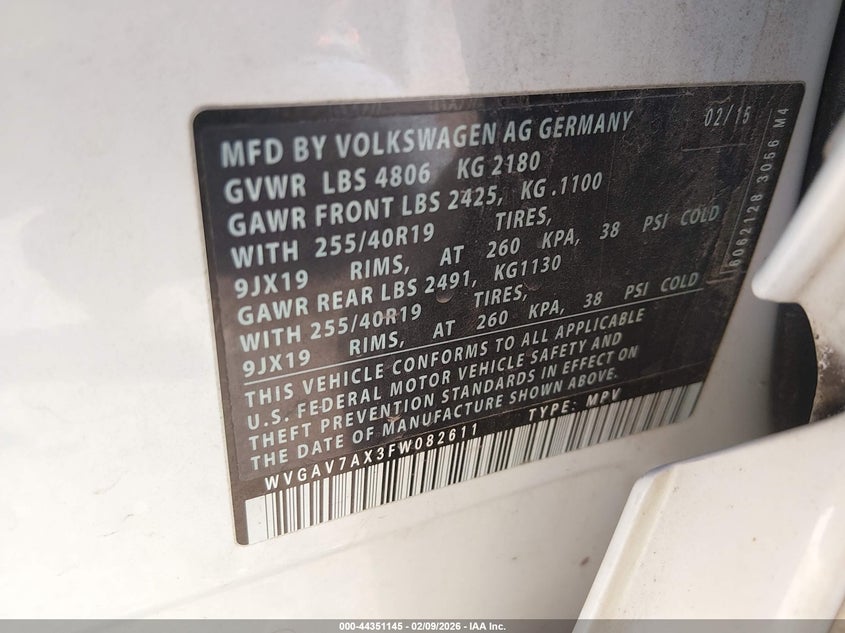 MFD BY VOLKSWAGEN AG GERMANY 02/15
GVWR LBS 4806 KG 2180
GAWR FRONT LBS 2425, KG .1100
WITH 255/40R19 TIRES,
9JX19 RIMS, AT 260 KPA, 38 PSI COLD
GAWR REAR LBS 2491, KG1130
WITH 255/40R19 TIRES,
9JX19 RIMS, AT 260 KPA, 38 PSI COLD
THIS VEHICLE CONFORMS TO ALL APPLICABLE
U.S. FEDERAL MOTOR VEHICLE SAFETY AND
THEFT PREVENTION STANDARDS IN EFFECT ON
THE DATE OF MANUFACTURE SHOWN ABOVE.
WVGAV7AX3FW082611 TYPE: MPV
3066 M4
000-44351145 - 02/09/2026 - IAA Inc.